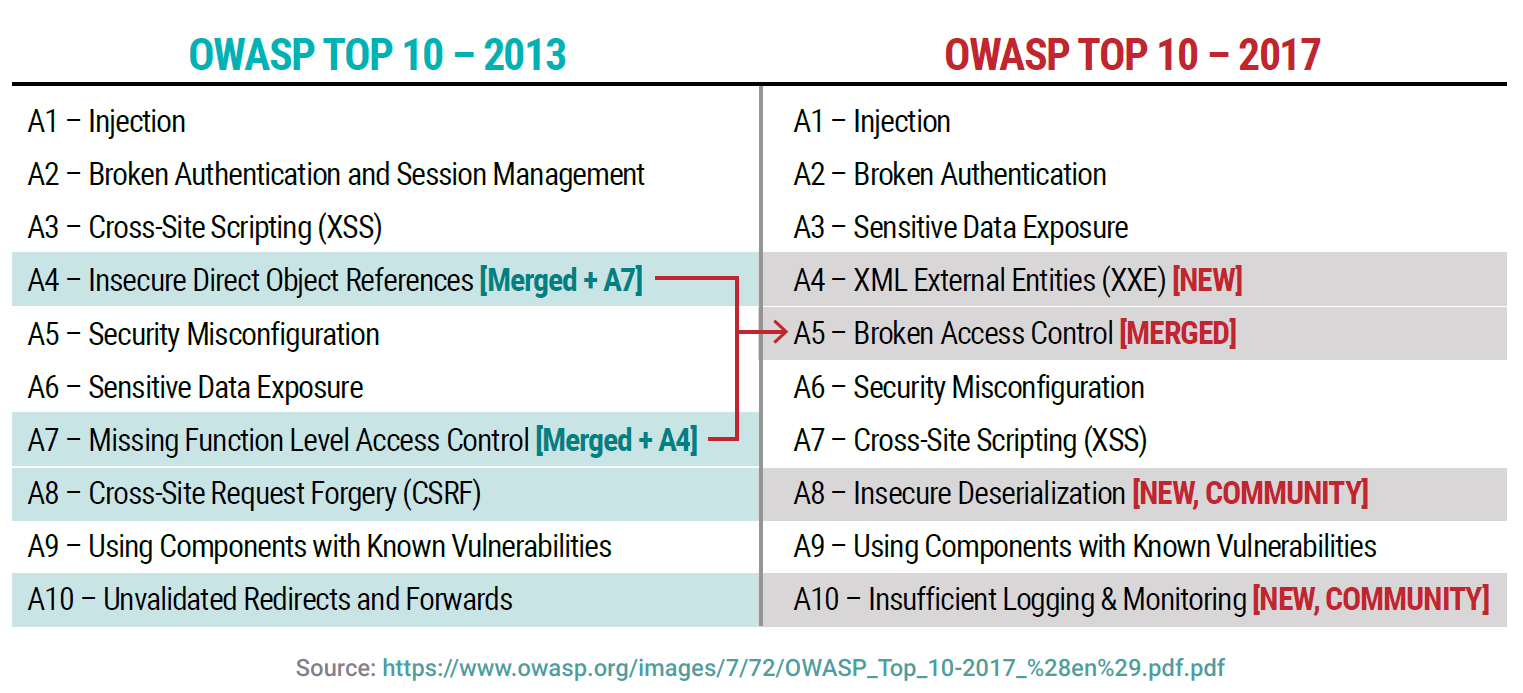 OWASP TOP 10 – 2013
OWASP TOP 10 – 2017
A1 – Injection
A2 – Broken Authentication and Session Management
A3 – Cross-Site Scripting (XSS)
A4 – Insecure Direct Object References [Merged + A7]
A5 – Security Misconfiguration
A6 – Sensitive Data Exposure
A7 – Missing Function Level Access Control [Merged + A4]
A8 – Cross-Site Request Forgery (CSRF)
A9 – Using Components with Known Vulnerabilities
A10 – Unvalidated Redirects and Forwards
A1 – Injection
A2 – Broken Authentication
A3 – Sensitive Data Exposure
A4 – XML External Entities (XXE) [NEW]
A5 – Broken Access Control [MERGED]
A6 – Security Misconfiguration
A7 – Cross-Site Scripting (XSS)
A8 – Insecure Deserialization [NEW, COMMUNITY]
A9 – Using Components with Known Vulnerabilities
A10 – Insufficient Logging & Monitoring [NEW, COMMUNITY]
Source: https://www.owasp.org/images/7/72/OWASP_Top_10-2017_%28en%29.pdf.pdf